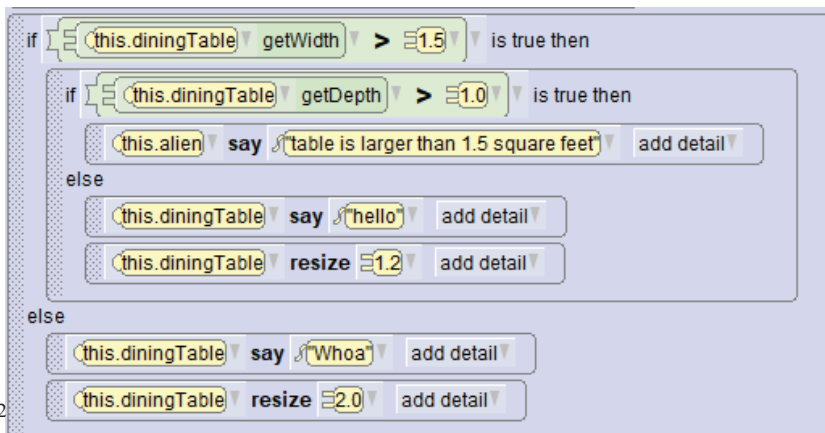 if this.diningTable getWidth > 1.5 is true then
if this.diningTable getDepth > 1.0 is true then
this.alien say "table is larger than 1.5 square feet" add detail
else
this.diningTable say "hello" add detail
this.diningTable resize 1.2 add detail
else
this.diningTable say "Whoa" add detail
2
this.diningTable resize 2.0 add detail